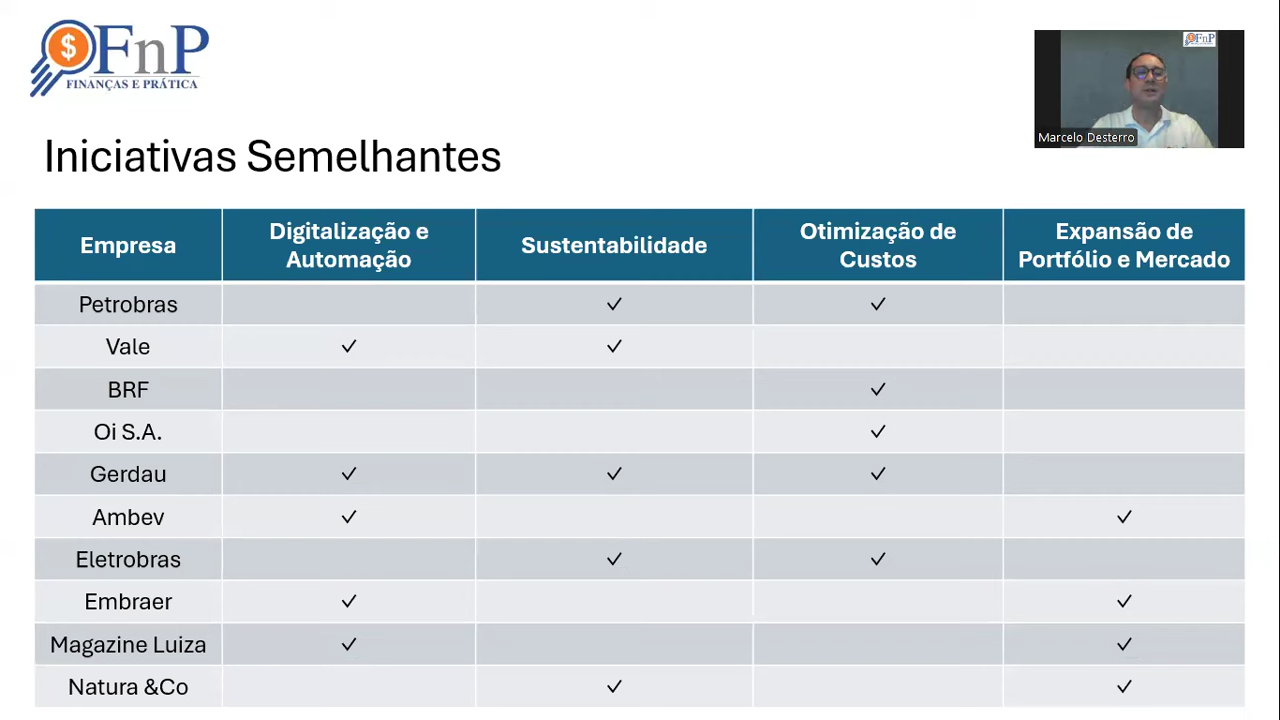 FnP
FINANÇAS E PRÁTICA
FnP
Marcelo Desterro
Iniciativas Semelhantes
Empresa
Digitalização e
Automação
Sustentabilidade
Otimização de
Custos
Expansão de
Portfólio e Mercado
Petrobras ✓ ✓
Vale ✓ ✓
BRF ✓
Oi S.A. ✓
Gerdau ✓ ✓ ✓
Ambev ✓ ✓
Eletrobras ✓ ✓
Embraer ✓ ✓
Magazine Luiza ✓ ✓
Natura &Co ✓ ✓